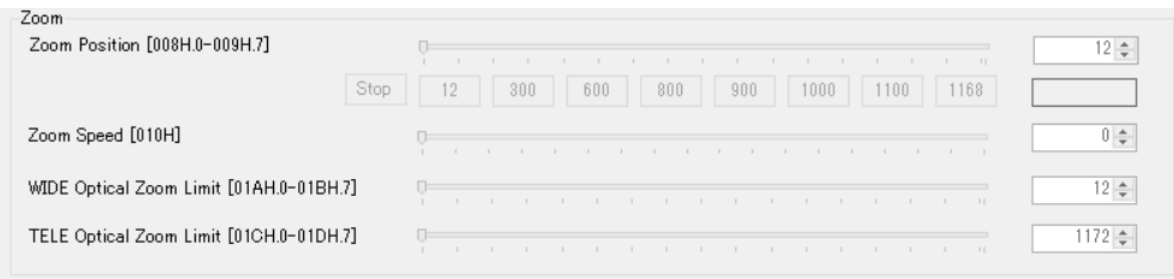 Zoom
Zoom Position [008H.0-009H.7]
12
Stop 12 300 600 800 900 1000 1100 1168
Zoom Speed [010H]
0
WIDE Optical Zoom Limit [01AH.0-01BH.7]
12
TELE Optical Zoom Limit [01CH.0-01DH.7]
1172